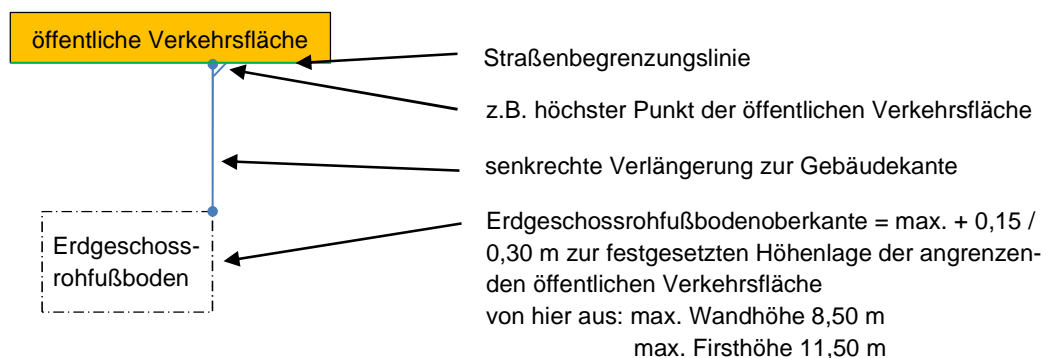 öffentliche Verkehrsfläche
Straßenbegrenzungslinie
z.B. höchster Punkt der öffentlichen Verkehrsfläche
senkrechte Verlängerung zur Gebäudekante
Erdgeschoss-
rohfußboden
Erdgeschossrohfußbodenoberkante = max. + 0,15 /
0,30 m zur festgesetzten Höhenlage der angrenzen-
den öffentlichen Verkehrsfläche
von hier aus: max. Wandhöhe 8,50 m
max. Firsthöhe 11,50 m